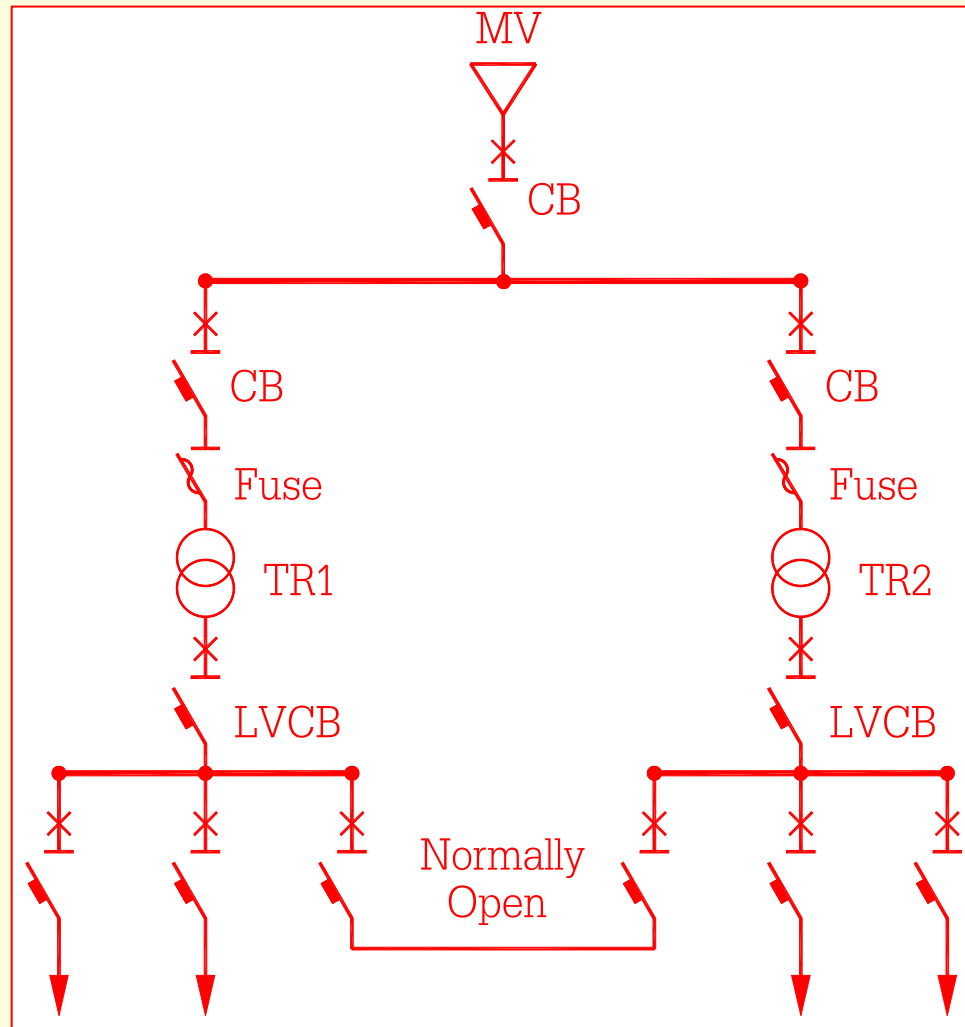 MV
CB
CB
CB
Fuse
Fuse
TR1
TR2
LVCB
LVCB
Normally
Open